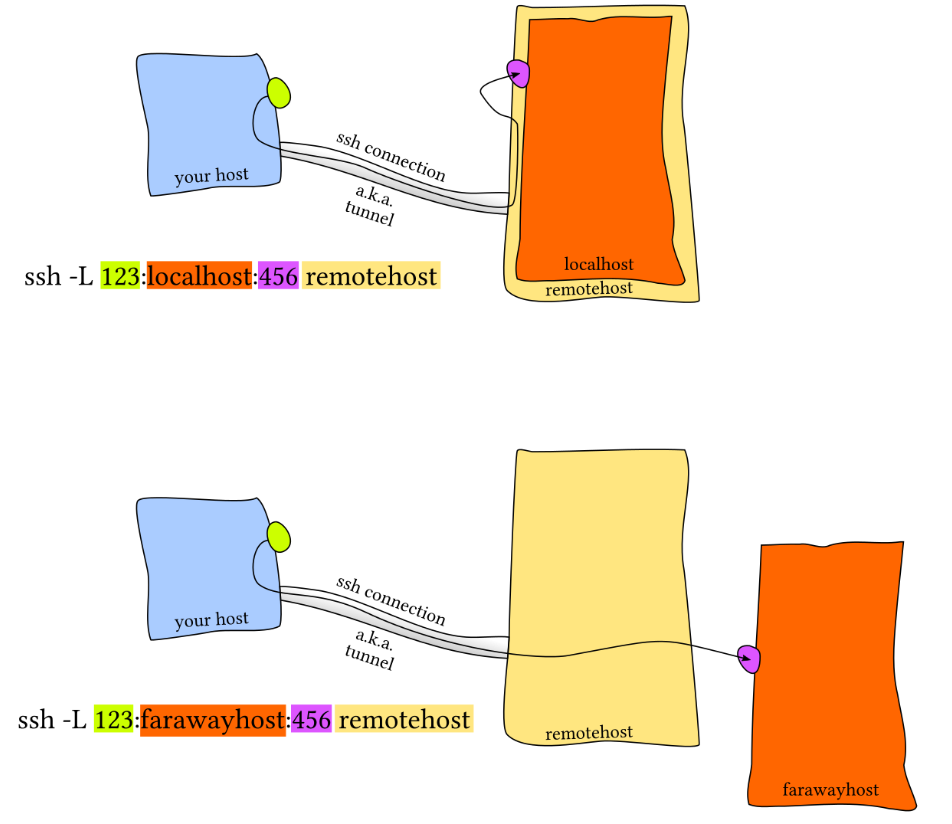 ssh connection
a.k.a.
tunnel
your host
localhost
remotehost
ssh -L 123:localhost:456 remotehost
ssh connection
a.k.a.
tunnel
your host
remotehost
ssh -L 123:farawayhost:456 remotehost
farawayhost